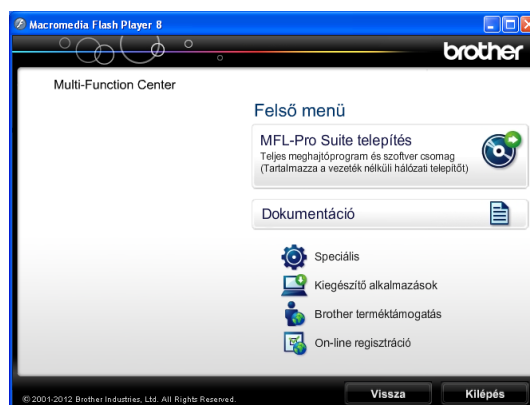 Macromedia Flash Player 8
brother
Multi-Function Center
Felső menü
MFL-Pro Suite telepítés
Teljes meghajtóprogram és szoftver csomag
(Tartalmazza a vezeték nélküli hálózati telepítőt)
Dokumentáció
Speciális
Kiegészítő alkalmazások
Brother terméktámogatás
On-line regisztráció
© 2001-2012 Brother Industries, Ltd. All Rights Reserved.
Vissza
Kilépés